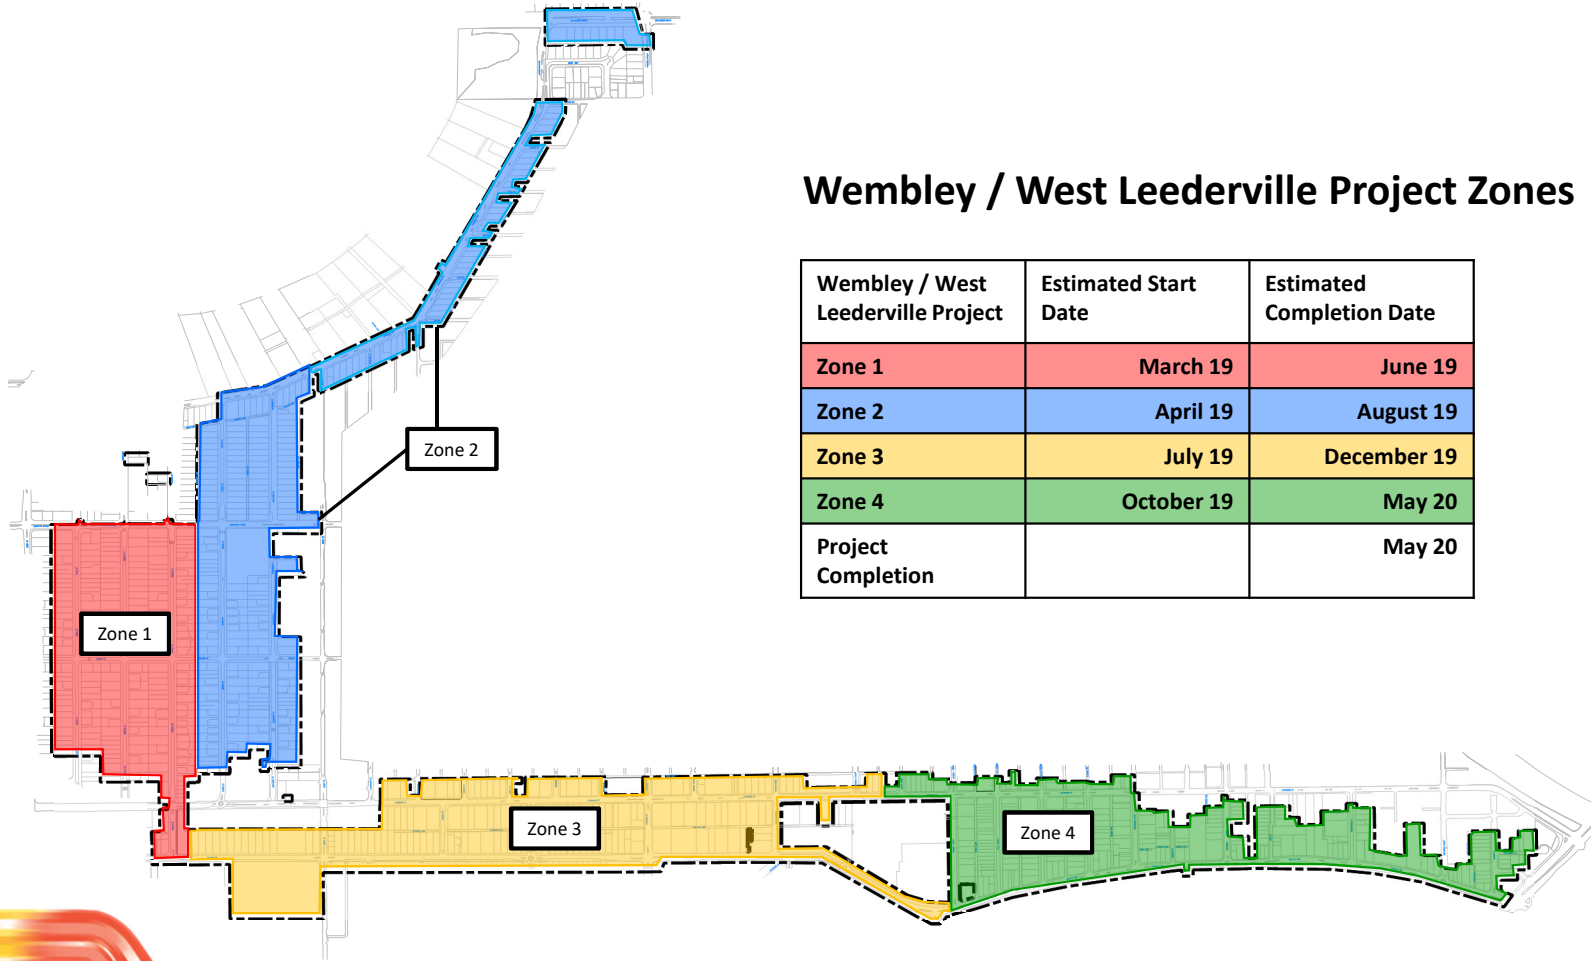 Wembley / West Leederville Project Zones
Wembley / West Leederville Project
Estimated Start Date
Estimated Completion Date
Zone 1
March 19
June 19
Zone 2
April 19
August 19
Zone 3
July 19
December 19
Zone 4
October 19
May 20
Project Completion
May 20
Zone 2
Zone 1
Zone 3
Zone 4